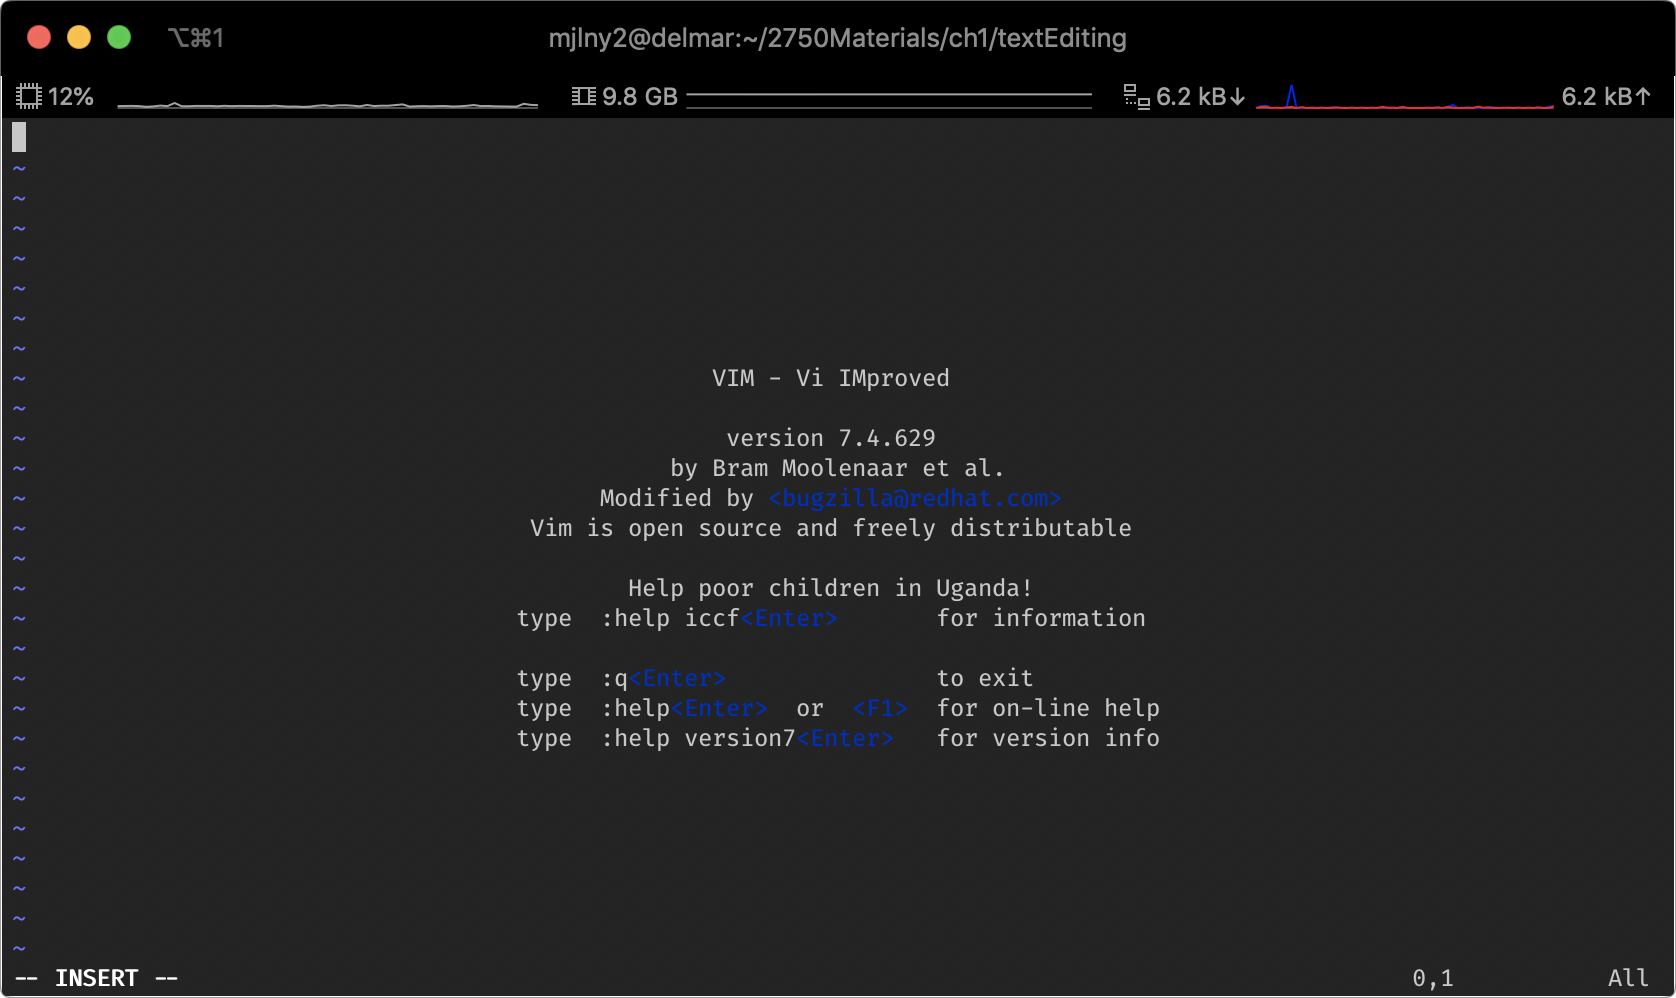 ⌥⌘1 mjlny2@delmar:~/2750Materials/ch1/textEditing
12% 9.8 GB 6.2 kB↓ 6.2 kB↑
~
~
~
~
~
~
~
~ VIM - Vi IMproved
~
~ version 7.4.629
~ by Bram Moolenaar et al.
~ Modified by <bugzilla@redhat.com>
~ Vim is open source and freely distributable
~
~ Help poor children in Uganda!
~ type :help iccf<Enter> for information
~
~ type :q<Enter> to exit
~ type :help<Enter> or <F1> for on-line help
~ type :help version7<Enter> for version info
~
~
~
~
~
~
~
-- INSERT -- 0,1 All